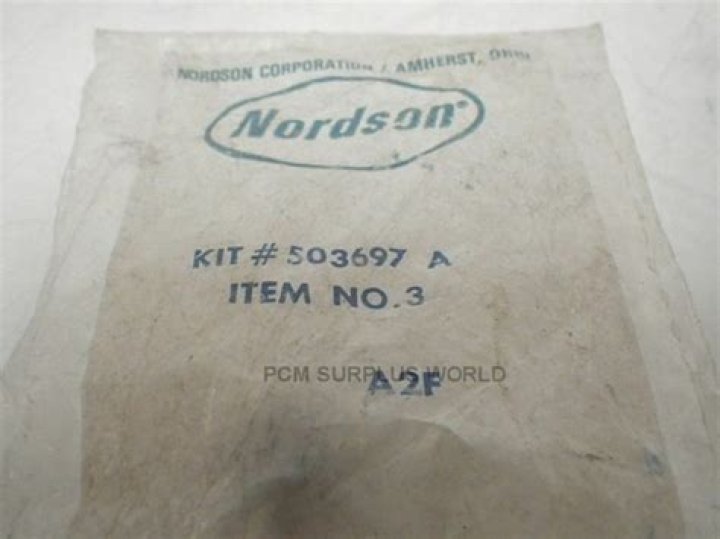 NORDSON CORPORATION / AMHERST, OHIO
Nordson®
KIT # 503697 A
ITEM NO. 3
PCM SURPLUS WORLD
A2F